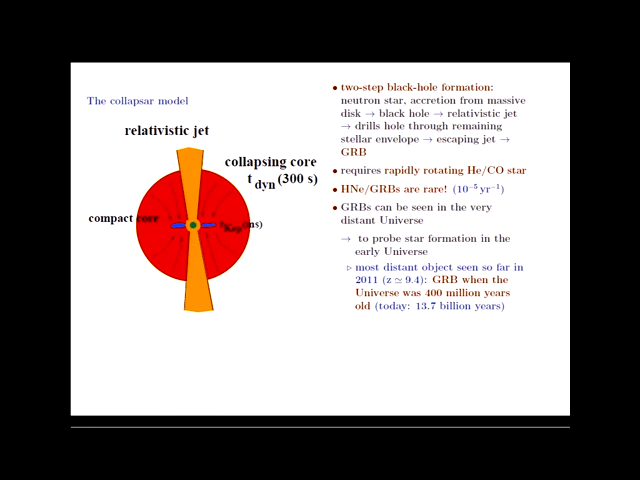 The collapsar model
relativistic jet
collapsing core
t dyn (300 s)
compact core
• two-step black-hole formation:
neutron star, accretion from massive
disk → black hole → relativistic jet
→ drills hole through remaining
stellar envelope → escaping jet →
GRB
• requires rapidly rotating He/CO star
• HNe/GRBs are rare! (10⁻⁵ yr⁻¹)
• GRBs can be seen in the very
distant Universe
→ to probe star formation in the
early Universe
▷ most distant object seen so far in
2011 (z ≃ 9.4): GRB when the
Universe was 400 million years
old (today: 13.7 billion years)